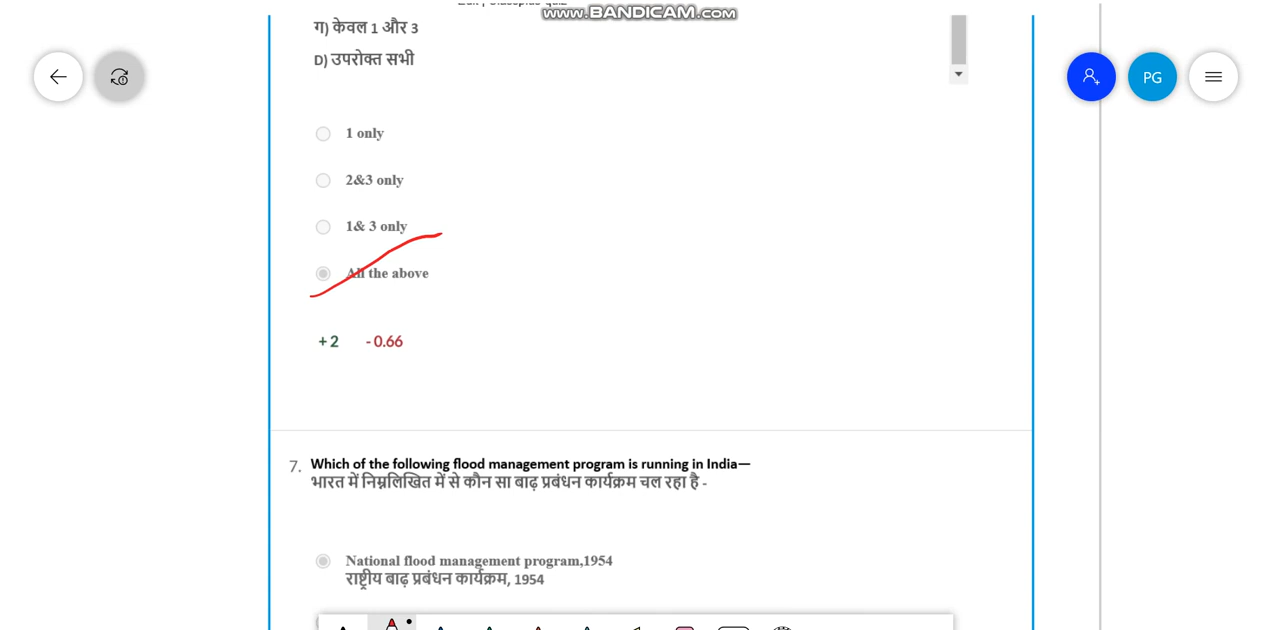 www.BANDICAM.com
ग) केवल 1 और 3
D) उपरोक्त सभी
PG
1 only
2&3 only
1& 3 only
All the above
+ 2 - 0.66
7. Which of the following flood management program is running in India—
भारत में निम्नलिखित में से कौन सा बाढ़ प्रबंधन कार्यक्रम चल रहा है -
National flood management program,1954
राष्ट्रीय बाढ़ प्रबंधन कार्यक्रम, 1954